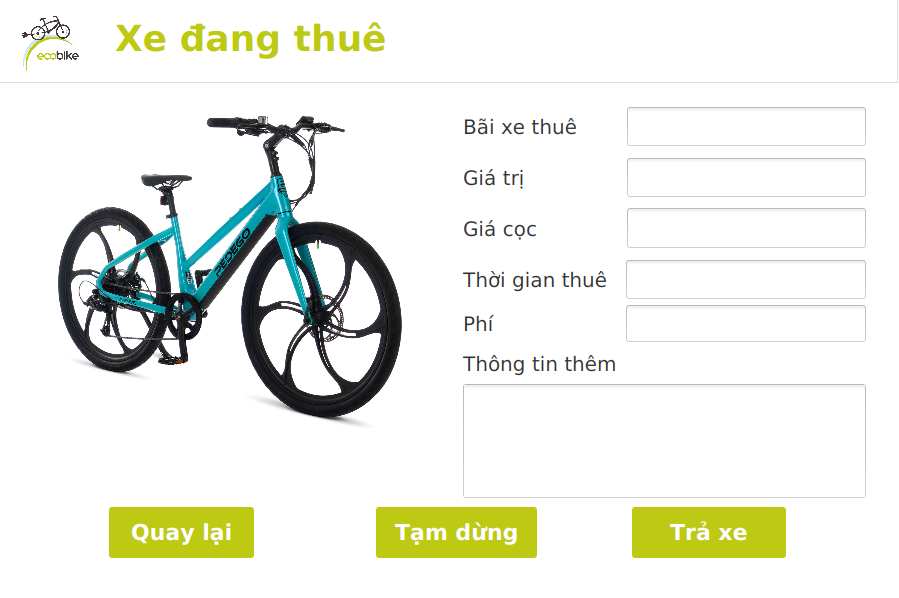 ecobike
Xe đang thuê
PEDEGO
Bãi xe thuê
Giá trị
Giá cọc
Thời gian thuê
Phí
Thông tin thêm
Quay lại
Tạm dừng
Trả xe